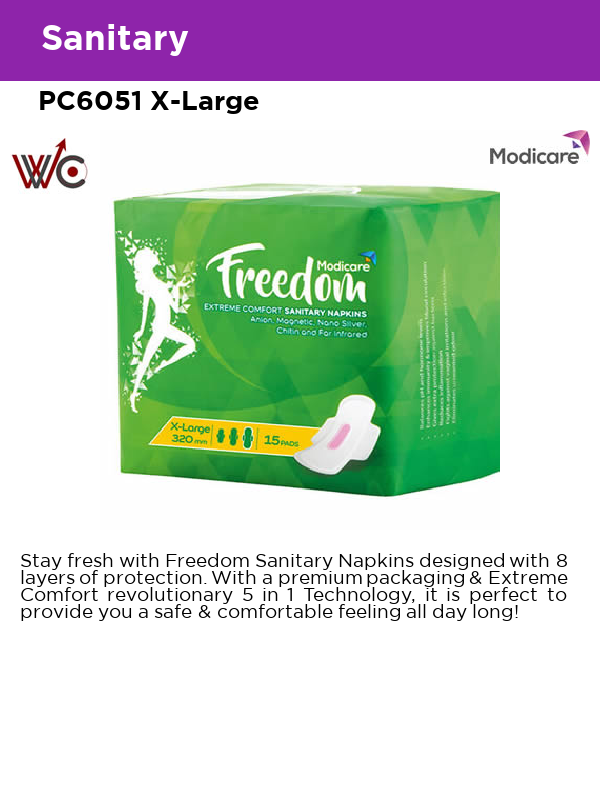 Sanitary
PC6051 X-Large
WC
Modicare
Modicare
Freedom
EXTREME COMFORT SANITARY NAPKINS
Anion, Magnetic, Nano Silver,
Chitin and Far Infrared
X-Large
320 mm
15 PADS
Stay fresh with Freedom Sanitary Napkins designed with 8
layers of protection. With a premium packaging & Extreme
Comfort revolutionary 5 in 1 Technology, it is perfect to
provide you a safe & comfortable feeling all day long!